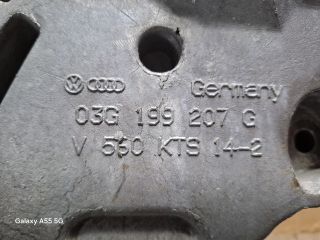 Germany
03G 199 207 G
V 560 KTS 14-2
Galaxy A55 5G